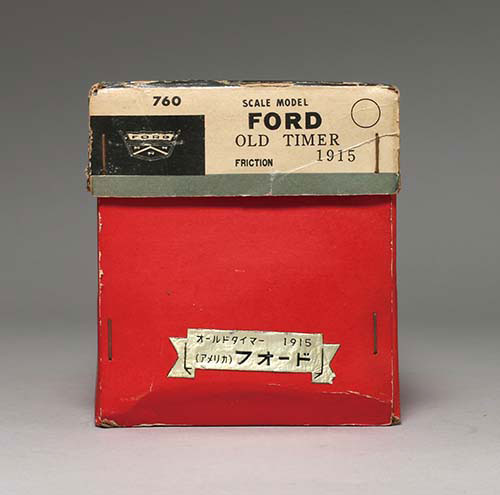 760
SCALE MODEL
FORD
OLD TIMER
FRICTION 1915
FORD
オールドタイマー 1915
(アメリカ) フォード